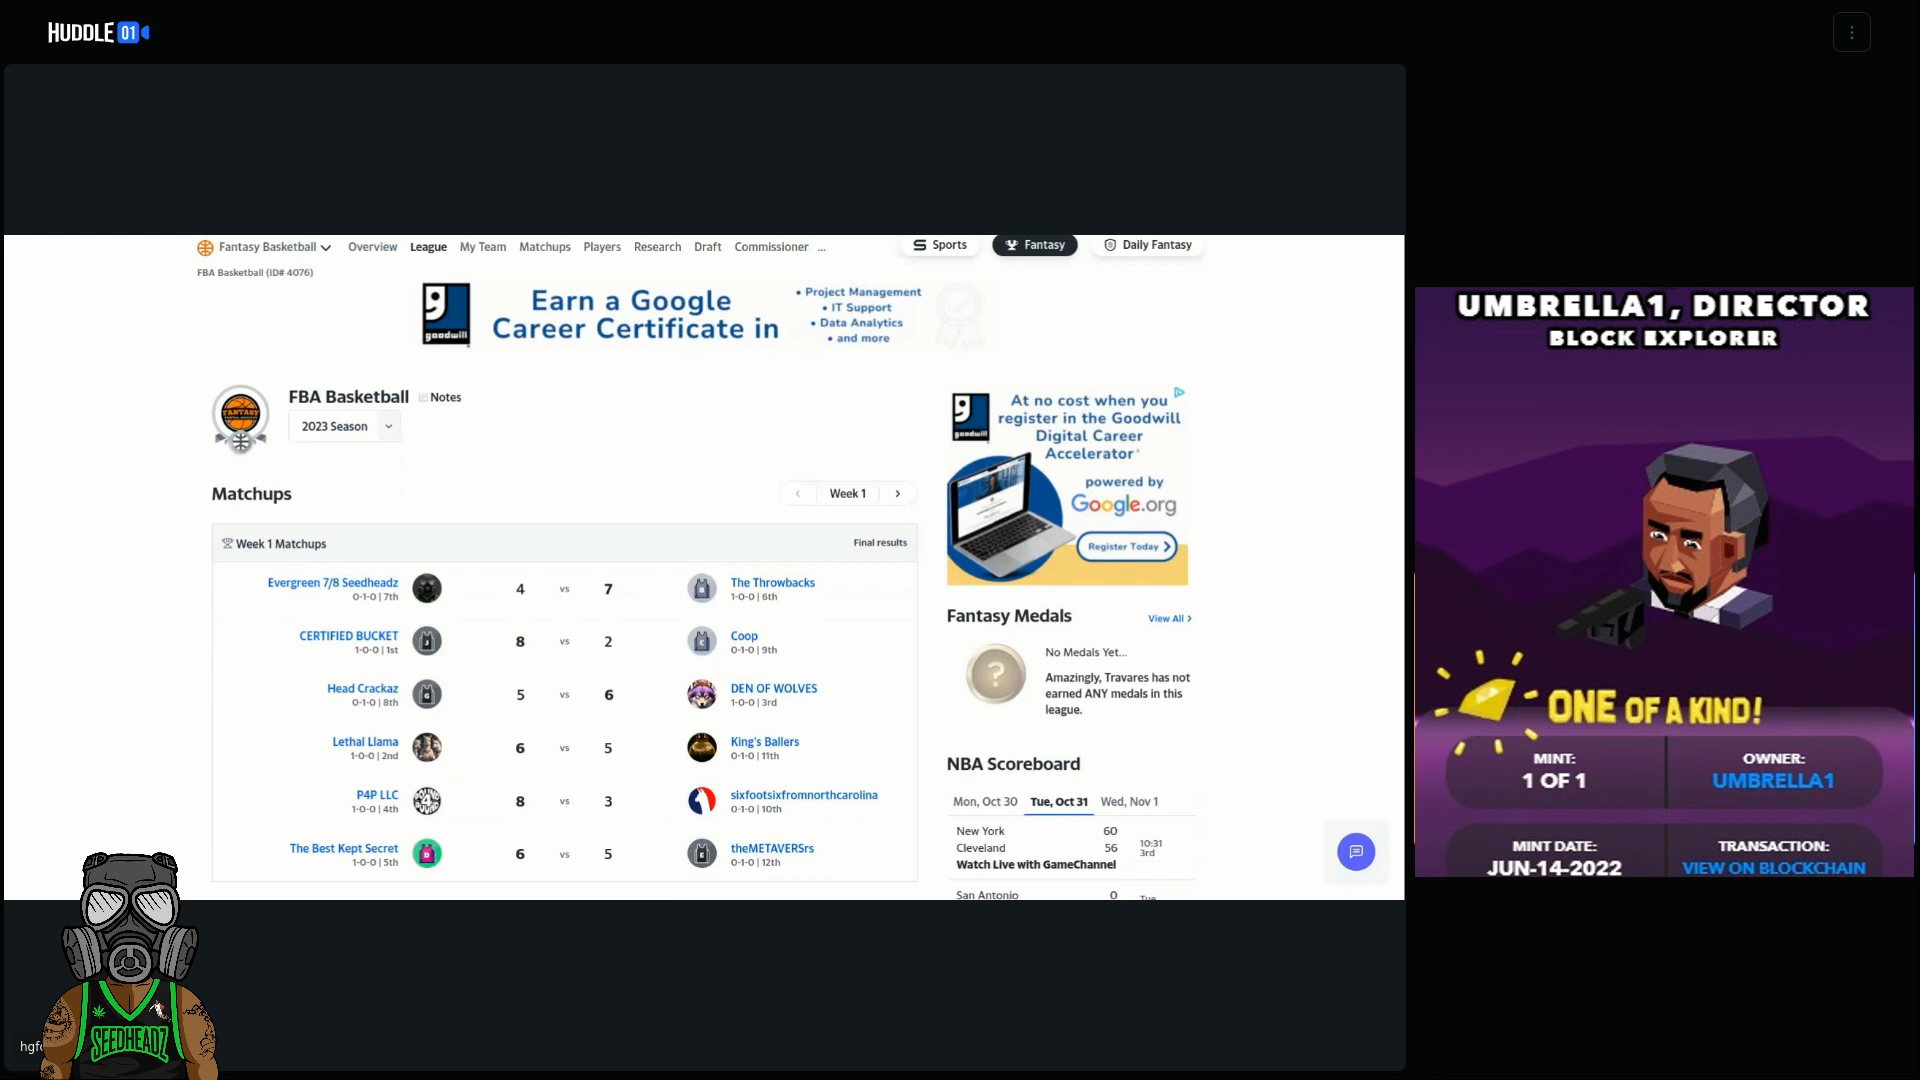 HUDDLE 01
Fantasy Basketball Overview League My Team Matchups Players Research Draft Commissioner ...
Sports Fantasy Daily Fantasy
FBA Basketball (ID# 4076)
goodwill
Earn a Google
Career Certificate in
• Project Management
• IT Support
• Data Analytics
• and more
FANTASY
FBA Basketball
Notes
2023 Season
Matchups
Week 1
Week 1 Matchups
Final results
Evergreen 7/8 Seedheadz
0-1-0 | 7th
4 vs 7
The Throwbacks
1-0-0 | 6th
CERTIFIED BUCKET
1-0-0 | 1st
J
8 vs 2
C
Coop
0-1-0 | 9th
Head Crackaz
0-1-0 | 8th
G
5 vs 6
DEN OF WOLVES
1-0-0 | 3rd
Lethal Llama
1-0-0 | 2nd
6 vs 5
King's Ballers
0-1-0 | 11th
P4P LLC
1-0-0 | 4th
8 vs 3
sixfootsixfromnorthcarolina
0-1-0 | 10th
The Best Kept Secret
1-0-0 | 5th
D
6 vs 5
E
theMETAVERSrs
0-1-0 | 12th
goodwill
At no cost when you
register in the Goodwill
Digital Career
Accelerator
powered by
Google.org
Register Today
Fantasy Medals
View All
?
No Medals Yet...
Amazingly, Travares has not
earned ANY medals in this
league.
NBA Scoreboard
Mon, Oct 30 Tue, Oct 31 Wed, Nov 1
New York 60
Cleveland 56
10:31
3rd
Watch Live with GameChannel
San Antonio 0
Tue
UMBRELLA1, DIRECTOR
BLOCK EXPLORER
ONE OF A KIND!
MINT:
1 OF 1
OWNER:
UMBRELLA1
MINT DATE:
JUN-14-2022
TRANSACTION:
VIEW ON BLOCKCHAIN
SEEDHEADZ